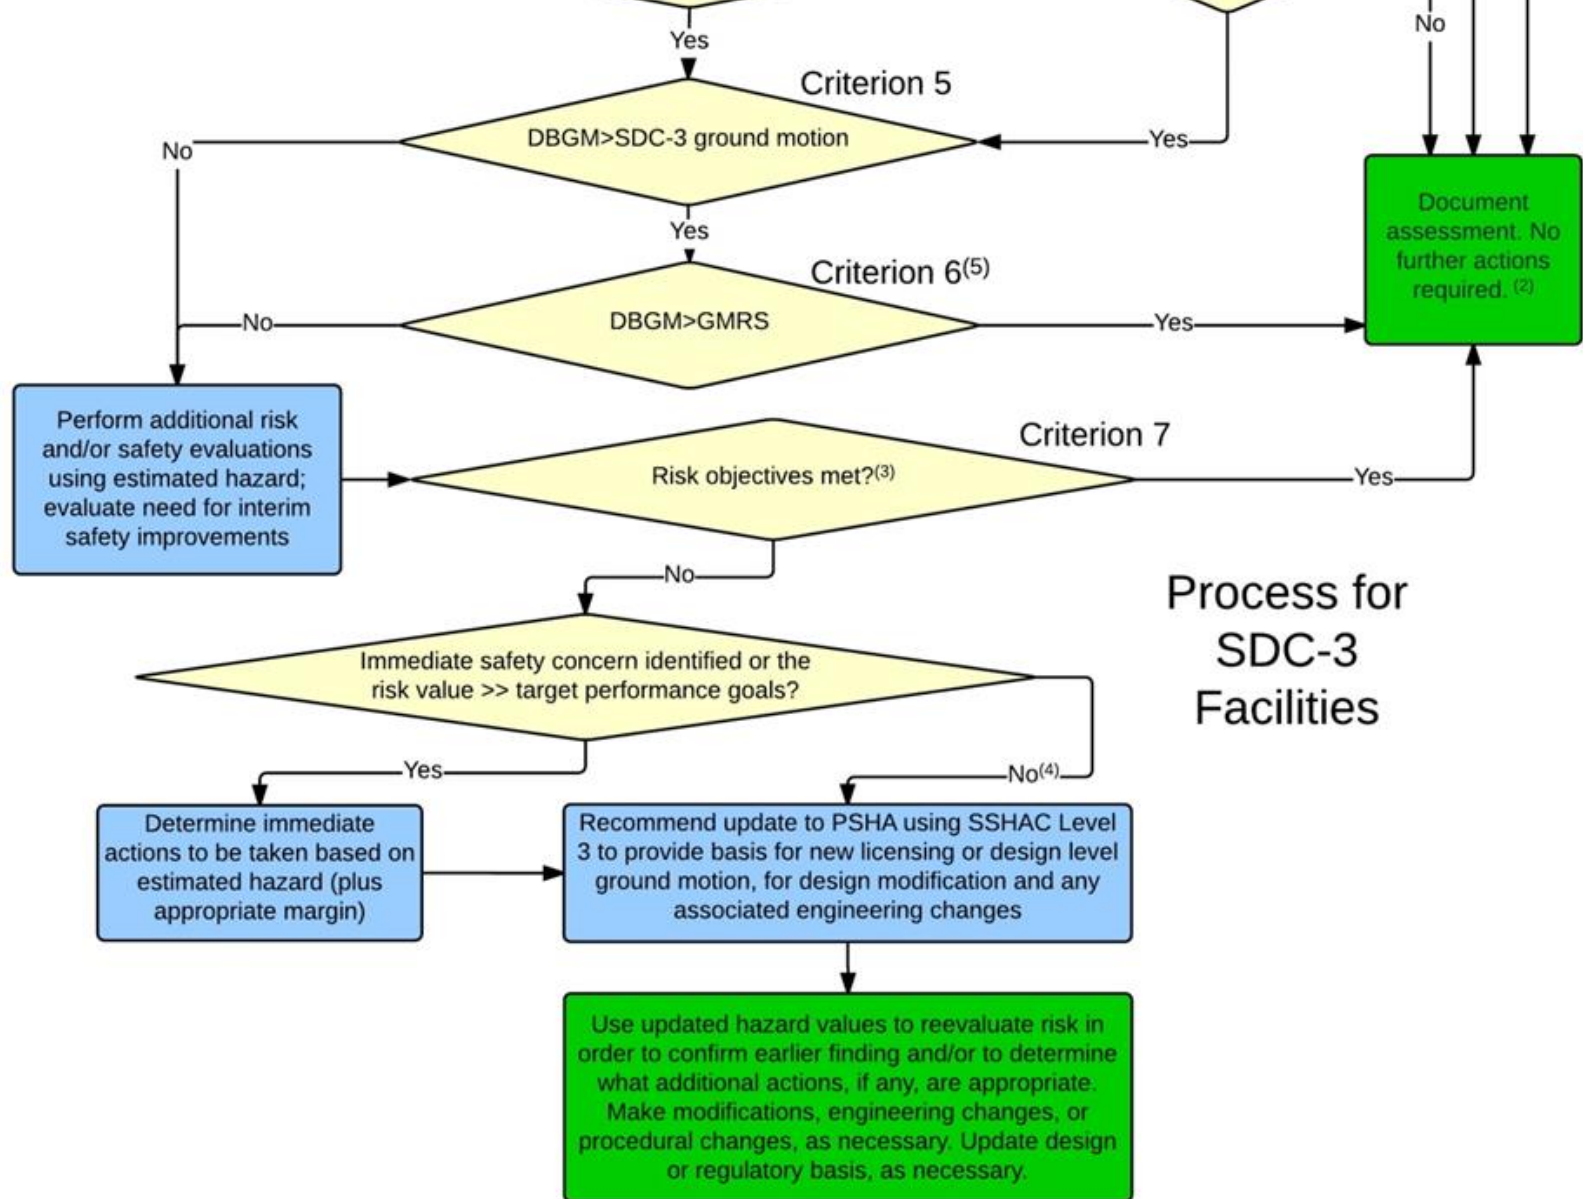 Yes
No
Criterion 5
DBGM>SDC-3 ground motion
No
Yes
Yes
Document
assessment. No
further actions
required. (2)
Criterion 6(5)
No
DBGM>GMRS
Yes
Perform additional risk
and/or safety evaluations
using estimated hazard;
evaluate need for interim
safety improvements
Criterion 7
Risk objectives met?(3)
Yes
No
Process for
SDC-3
Facilities
Immediate safety concern identified or the
risk value >> target performance goals?
Yes
No(4)
Determine immediate
actions to be taken based on
estimated hazard (plus
appropriate margin)
Recommend update to PSHA using SSHAC Level
3 to provide basis for new licensing or design level
ground motion, for design modification and any
associated engineering changes
Use updated hazard values to reevaluate risk in
order to confirm earlier finding and/or to determine
what additional actions, if any, are appropriate.
Make modifications, engineering changes, or
procedural changes, as necessary. Update design
or regulatory basis, as necessary.